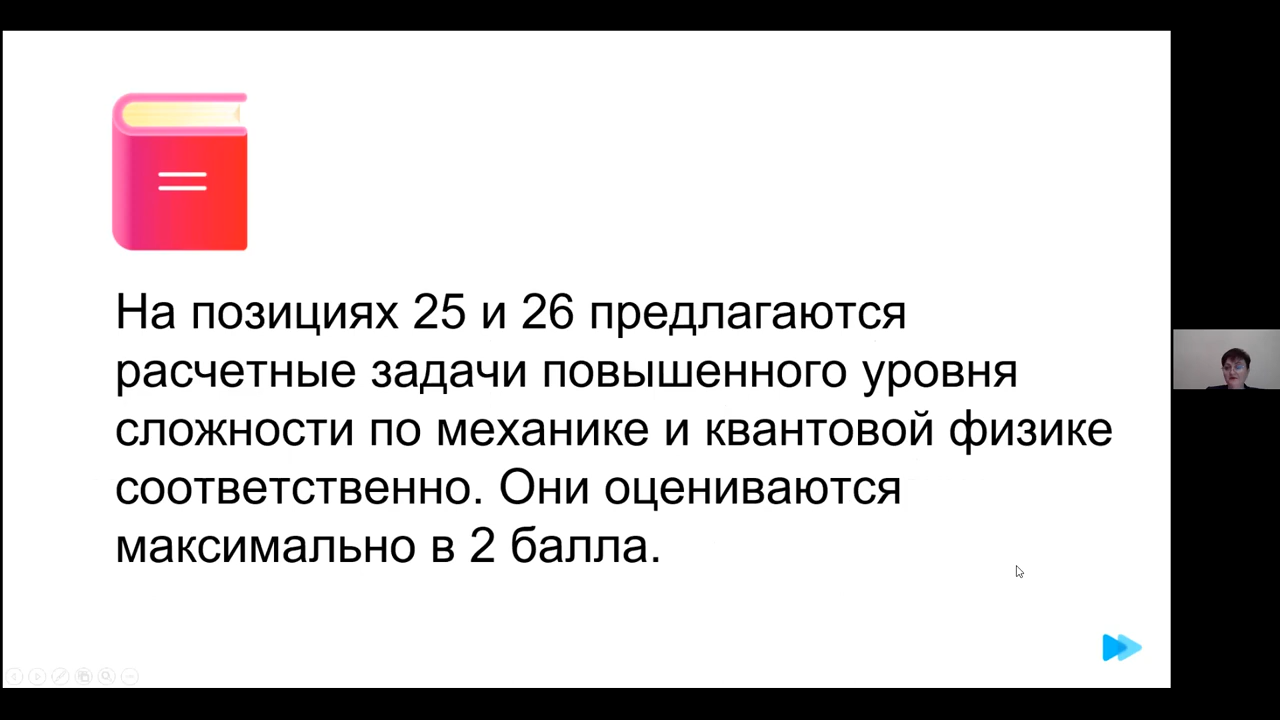 На позициях 25 и 26 предлагаются
расчетные задачи повышенного уровня
сложности по механике и квантовой физике
соответственно. Они оцениваются
максимально в 2 балла.